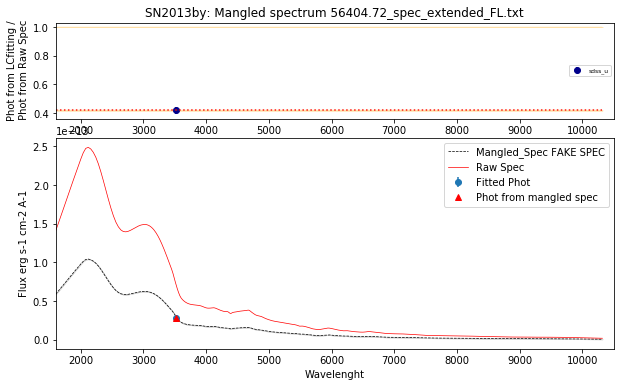 SN2013by: Mangled spectrum 56404.72_spec_extended_FL.txt
Phot from LCfitting /
Phot from Raw Spec
1.0
0.8
0.6
0.4
sdss_u
2000 3000 4000 5000 6000 7000 8000 9000 10000
1e−13
Flux erg s-1 cm-2 A-1
2.5
2.0
1.5
1.0
0.5
0.0
Mangled_Spec FAKE SPEC
Raw Spec
Fitted Phot
Phot from mangled spec
2000 3000 4000 5000 6000 7000 8000 9000 10000
Wavelenght